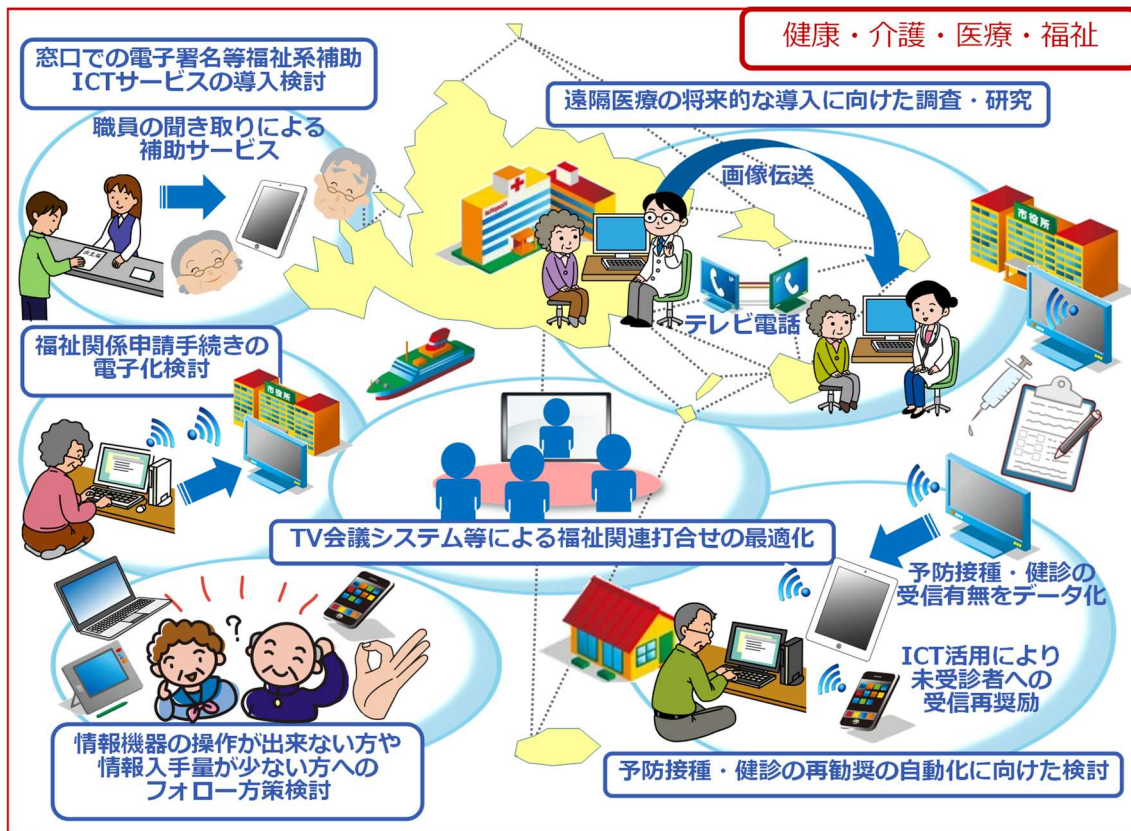 健康・介護・医療・福祉
窓口での電子署名等福祉系補助
ICTサービスの導入検討
職員の聞き取りによる
補助サービス
遠隔医療の将来的な導入に向けた調査・研究
画像伝送
テレビ電話
市役所
福祉関係申請手続きの
電子化検討
市役所
TV会議システム等による福祉関連打合せの最適化
予防接種・健診の
受信有無をデータ化
ICT活用により
未受診者への
受信再奨励
予防接種・健診の再勧奨の自動化に向けた検討
?
情報機器の操作が出来ない方や
情報入手量が少ない方への
フォロー方策検討